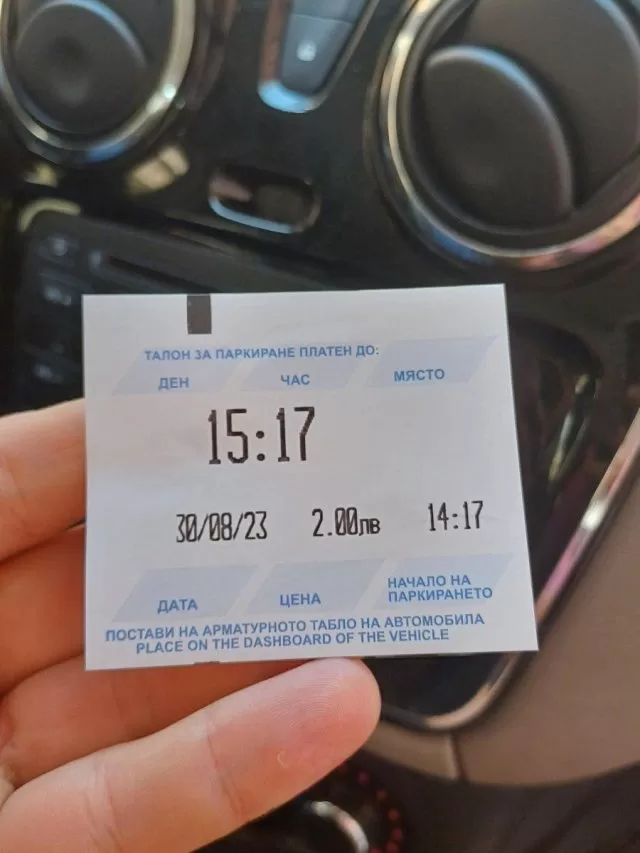 ТАЛОН ЗА ПАРКИРАНЕ ПЛАТЕН ДО:
ДЕН ЧАС МЯСТО
15:17
30/08/23 2.00лв 14:17
ДАТА ЦЕНА НАЧАЛО НА ПАРКИРАНЕТО
ПОСТАВИ НА АРМАТУРНОТО ТАБЛО НА АВТОМОБИЛА
PLACE ON THE DASHBOARD OF THE VEHICLE